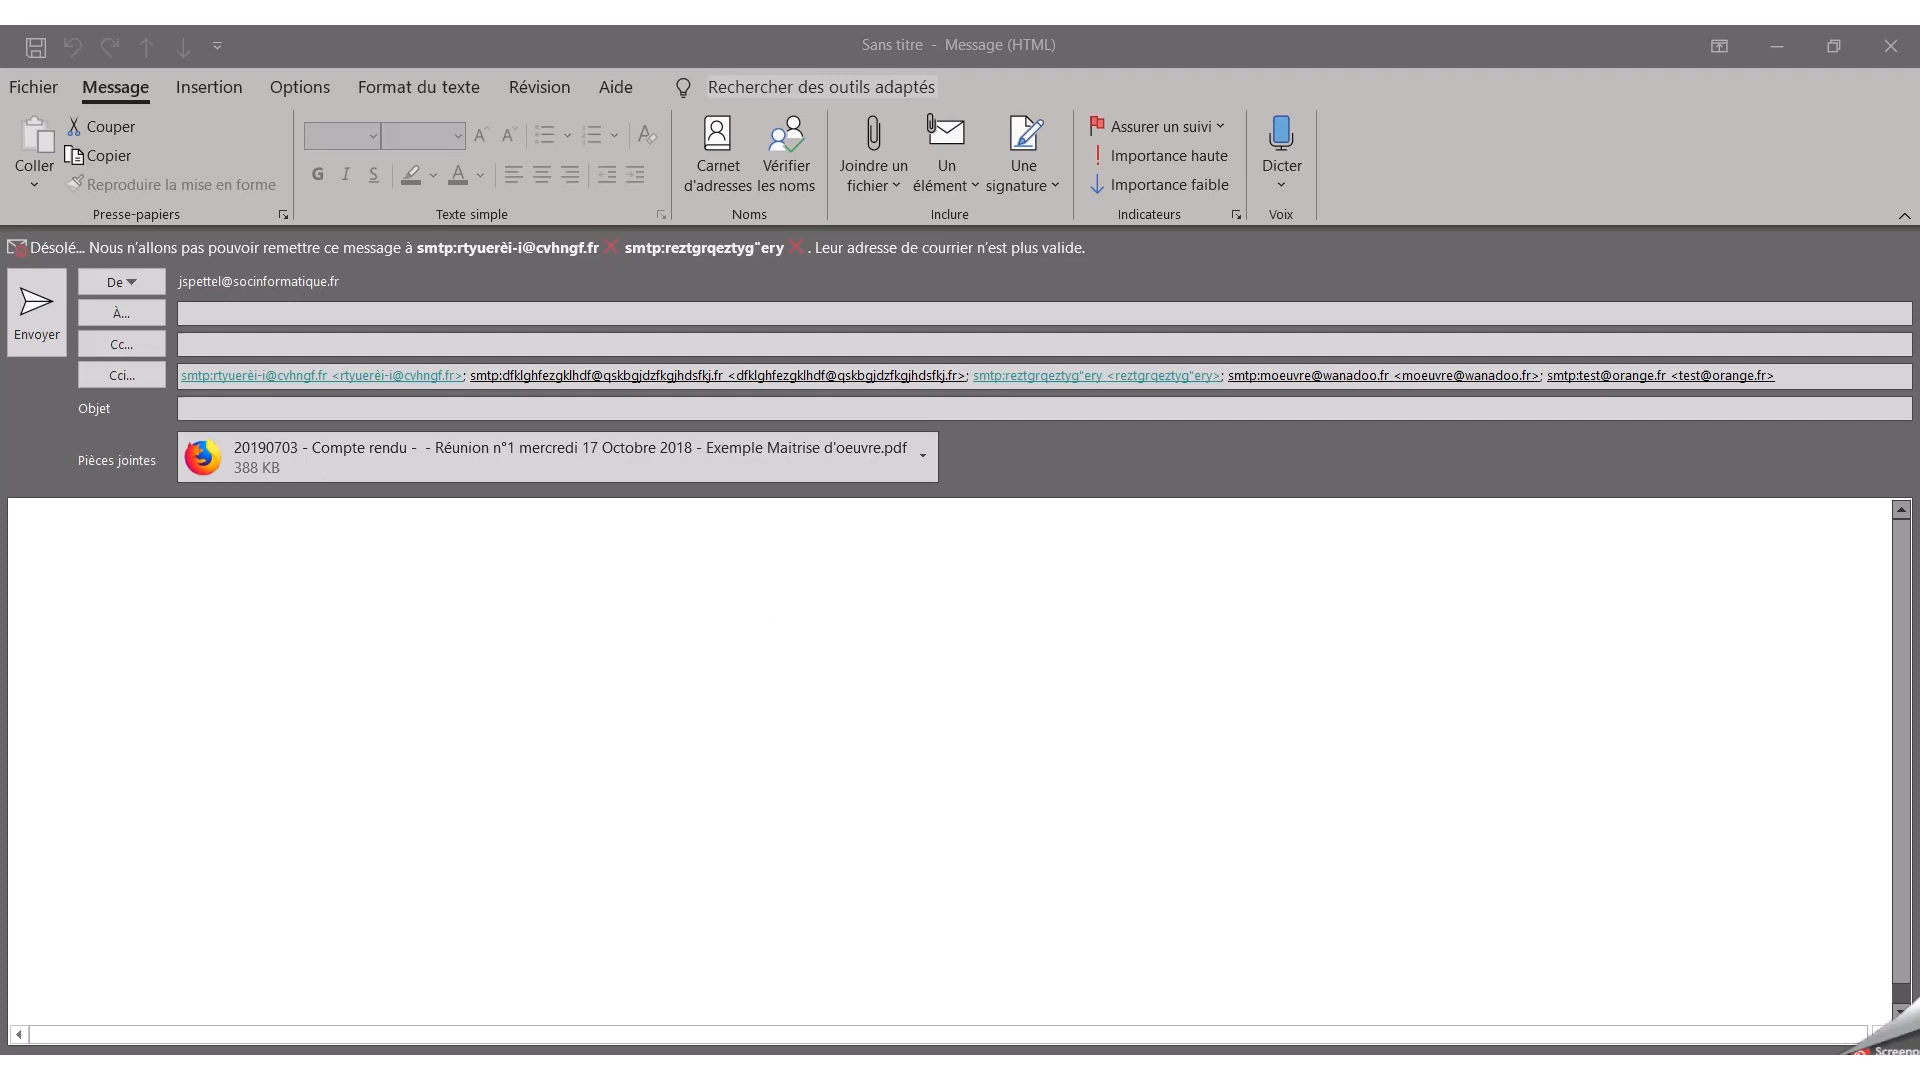 Sans titre - Message (HTML)
Fichier Message Insertion Options Format du texte Révision Aide Rechercher des outils adaptés
Coller
Couper
Copier
Reproduire la mise en forme
Presse-papiers
G I S A
Texte simple
Carnet d'adresses
Vérifier les noms
Noms
Joindre un fichier
Un élément
Une signature
Inclure
Assurer un suivi
Importance haute
Importance faible
Indicateurs
Dicter
Voix
Désolé... Nous n'allons pas pouvoir remettre ce message à smtp:rtyuerèi-i@cvhngf.fr smtp:reztgrqeztyg"ery . Leur adresse de courrier n'est plus valide.
Envoyer
De jspettel@socinformatique.fr
À...
Cc...
Cci... smtp:rtyuerèi-i@cvhngf.fr <rtyuerèi-i@cvhngf.fr>; smtp:dfklghfezgklhdf@qskbgjdzfkgjhdsfkj.fr <dfklghfezgklhdf@qskbgjdzfkgjhdsfkj.fr>; smtp:reztgrqeztyg"ery <reztgrqeztyg"ery>; smtp:moeuvre@wanadoo.fr <moeuvre@wanadoo.fr>; smtp:test@orange.fr <test@orange.fr>
Objet
Pièces jointes
20190703 - Compte rendu - - Réunion n°1 mercredi 17 Octobre 2018 - Exemple Maitrise d'oeuvre.pdf
388 KB